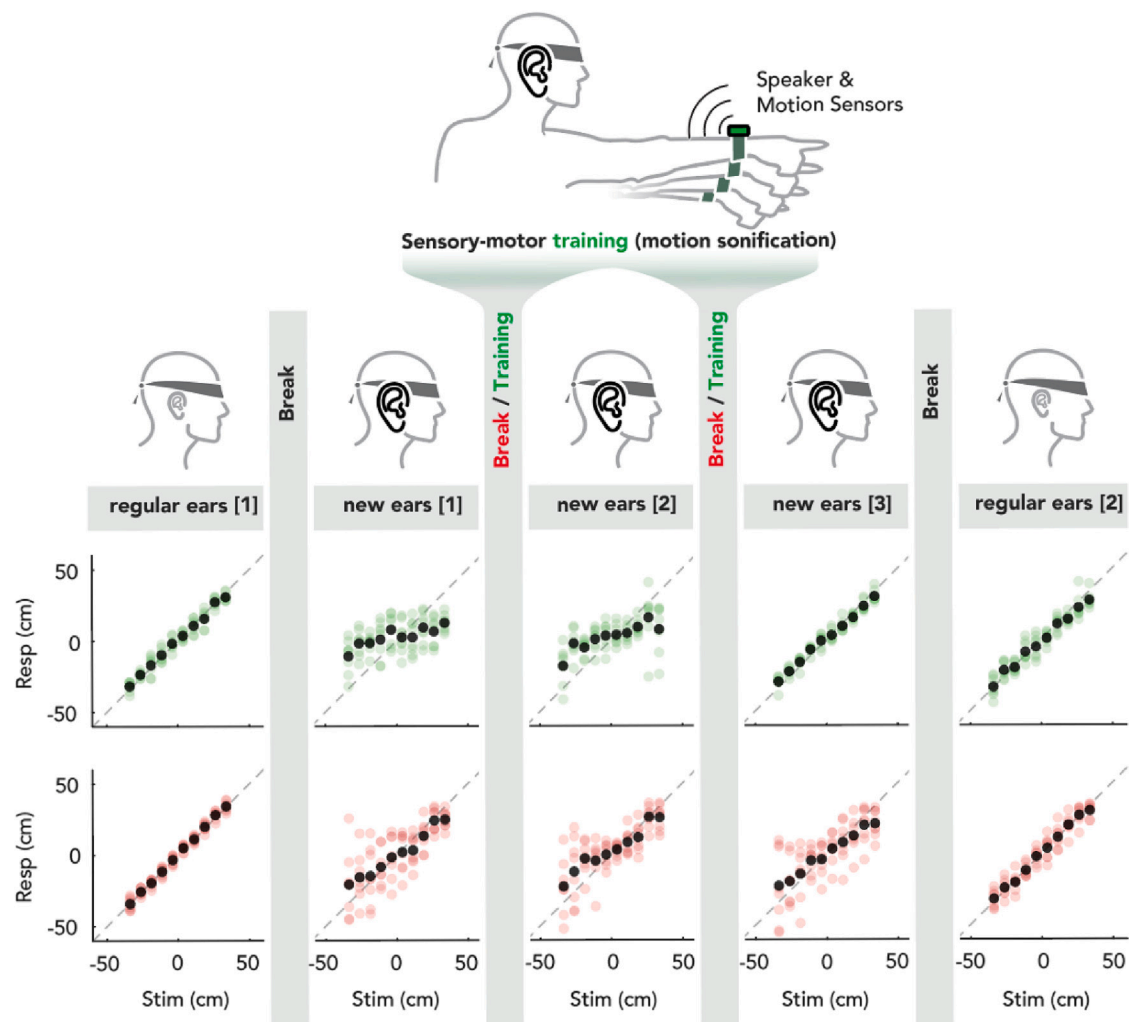 Speaker &
Motion Sensors
Sensory-motor training (motion sonification)
Break
Break / Training
Break / Training
Break
regular ears [1]
new ears [1]
new ears [2]
new ears [3]
regular ears [2]
Resp (cm)
50
0
-50
Resp (cm)
50
0
-50
-50 0 50
-50 0 50
-50 0 50
-50 0 50
-50 0 50
Stim (cm)
Stim (cm)
Stim (cm)
Stim (cm)
Stim (cm)